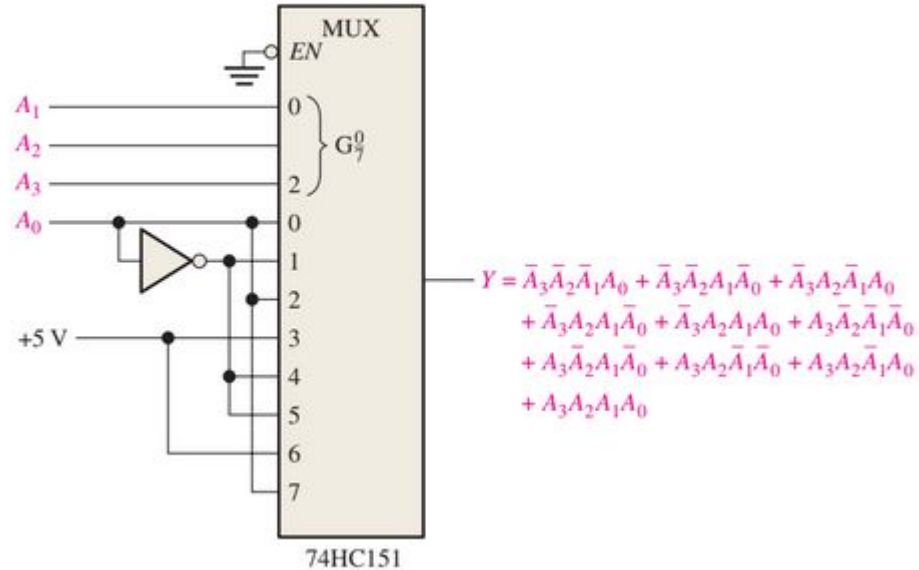 MUX
EN
A₁ 0
A₂ G⁰₇
A₃ 2
A₀ 0
1
2
+5 V 3
4
5
6
7
74HC151
Y = A̅₃A̅₂A̅₁A₀ + A̅₃A̅₂A₁A̅₀ + A̅₃A₂A̅₁A₀
+ A̅₃A₂A₁A̅₀ + A̅₃A₂A₁A₀ + A₃A̅₂A̅₁A̅₀
+ A₃A̅₂A₁A̅₀ + A₃A₂A̅₁A̅₀ + A₃A₂A̅₁A₀
+ A₃A₂A₁A₀